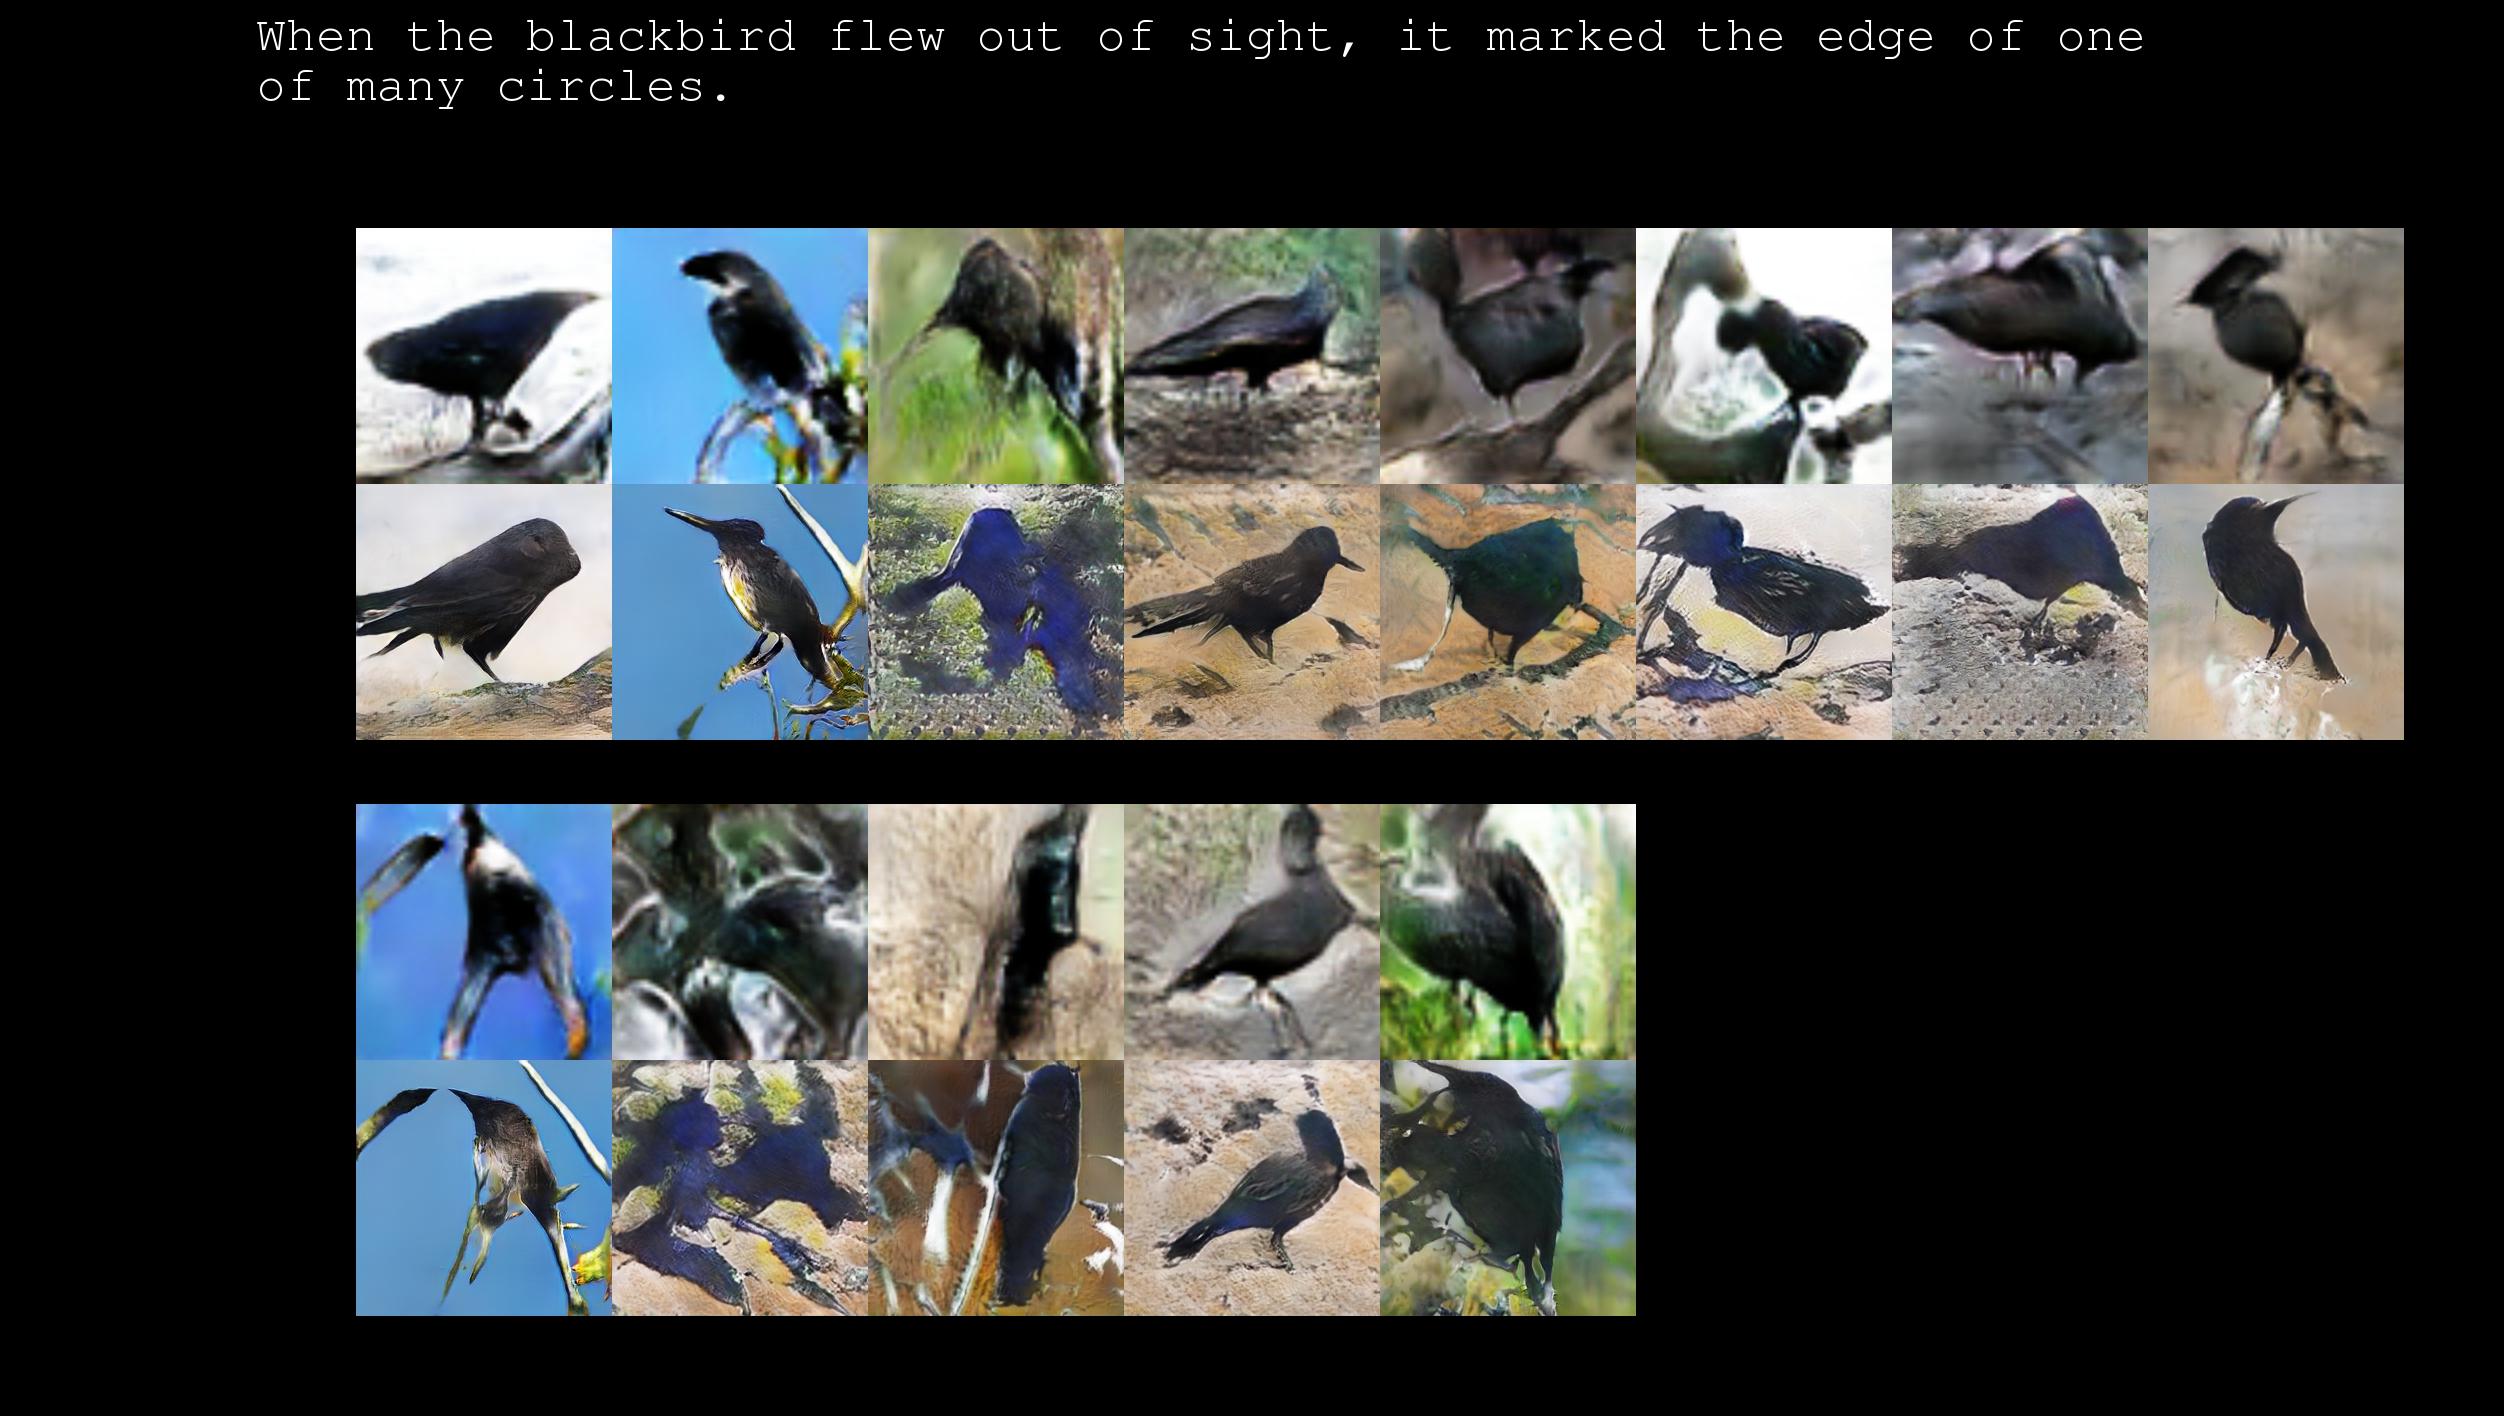 When the blackbird flew out of sight, it marked the edge of one
of many circles.